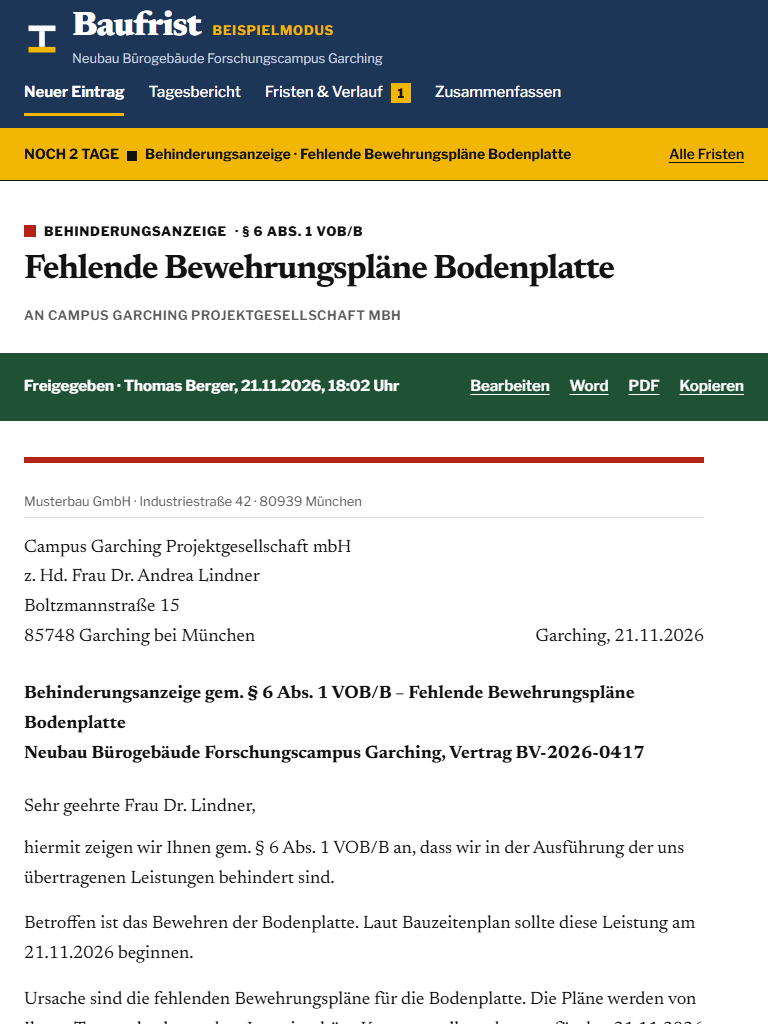 Baufrist BEISPIELMODUS
Neubau Bürogebäude Forschungscampus Garching
Neuer Eintrag Tagesbericht Fristen & Verlauf 1 Zusammenfassen
NOCH 2 TAGE ■ Behinderungsanzeige · Fehlende Bewehrungspläne Bodenplatte Alle Fristen
BEHINDERUNGSANZEIGE · § 6 ABS. 1 VOB/B
Fehlende Bewehrungspläne Bodenplatte
AN CAMPUS GARCHING PROJEKTGESELLSCHAFT MBH
Freigegeben · Thomas Berger, 21.11.2026, 18:02 Uhr Bearbeiten Word PDF Kopieren
Musterbau GmbH · Industriestraße 42 · 80939 München
Campus Garching Projektgesellschaft mbH
z. Hd. Frau Dr. Andrea Lindner
Boltzmannstraße 15
85748 Garching bei München Garching, 21.11.2026
Behinderungsanzeige gem. § 6 Abs. 1 VOB/B – Fehlende Bewehrungspläne
Bodenplatte
Neubau Bürogebäude Forschungscampus Garching, Vertrag BV-2026-0417
Sehr geehrte Frau Dr. Lindner,
hiermit zeigen wir Ihnen gem. § 6 Abs. 1 VOB/B an, dass wir in der Ausführung der uns
übertragenen Leistungen behindert sind.
Betroffen ist das Bewehren der Bodenplatte. Laut Bauzeitenplan sollte diese Leistung am
21.11.2026 beginnen.
Ursache sind die fehlenden Bewehrungspläne für die Bodenplatte. Die Pläne werden von